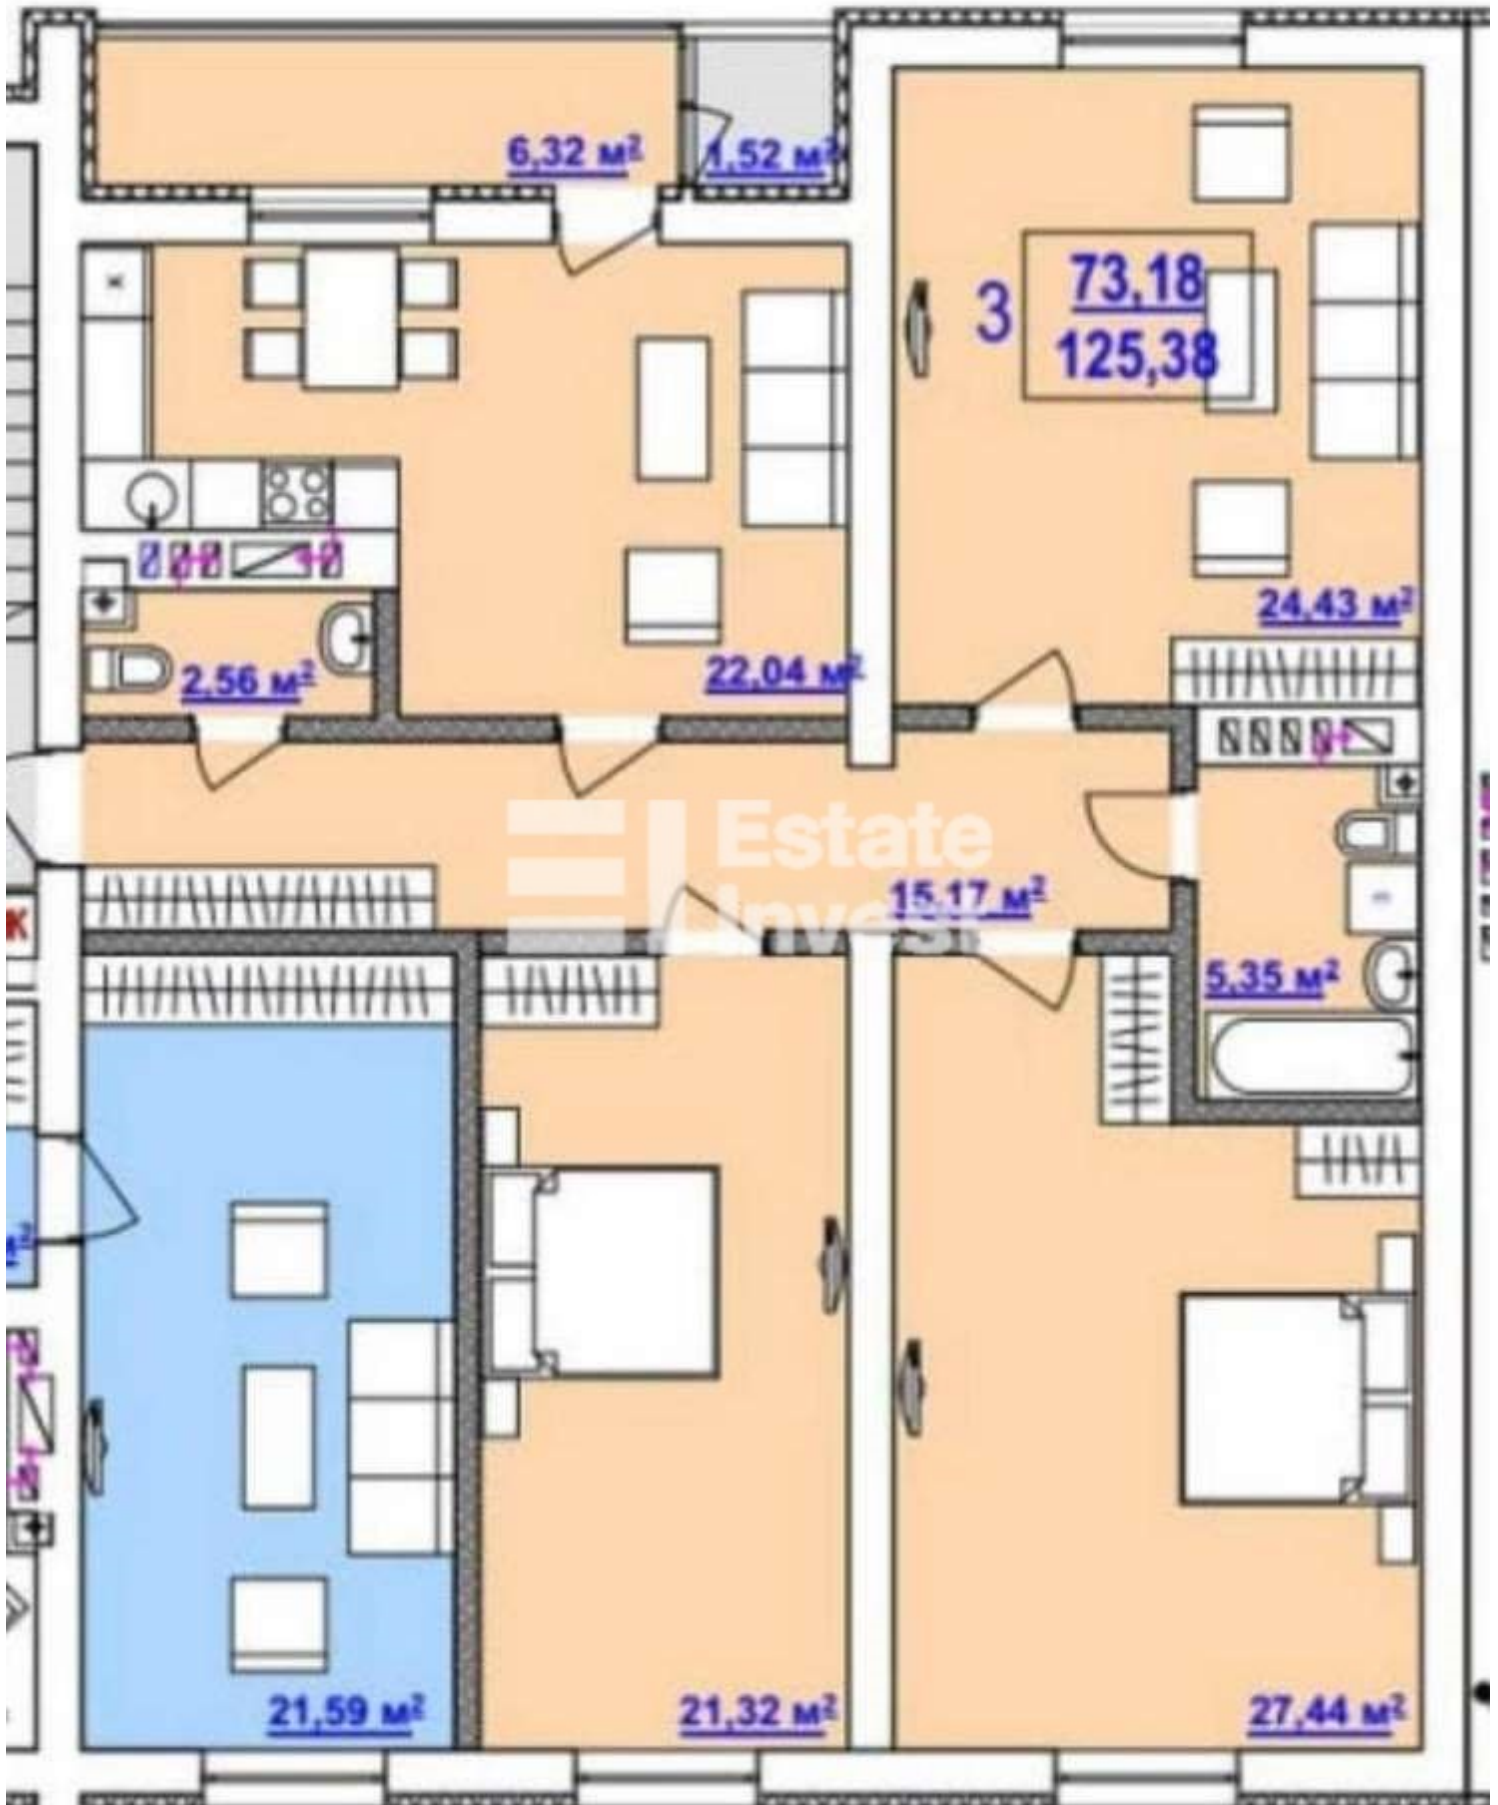 6,32 м²
1,52 м²
3
73,18
125,38
24,43 м²
2,56 м²
22,04 м²
Estate
Invest
15,17 м²
Ж
5,35 м²
21,59 м²
21,32 м²
27,44 м²